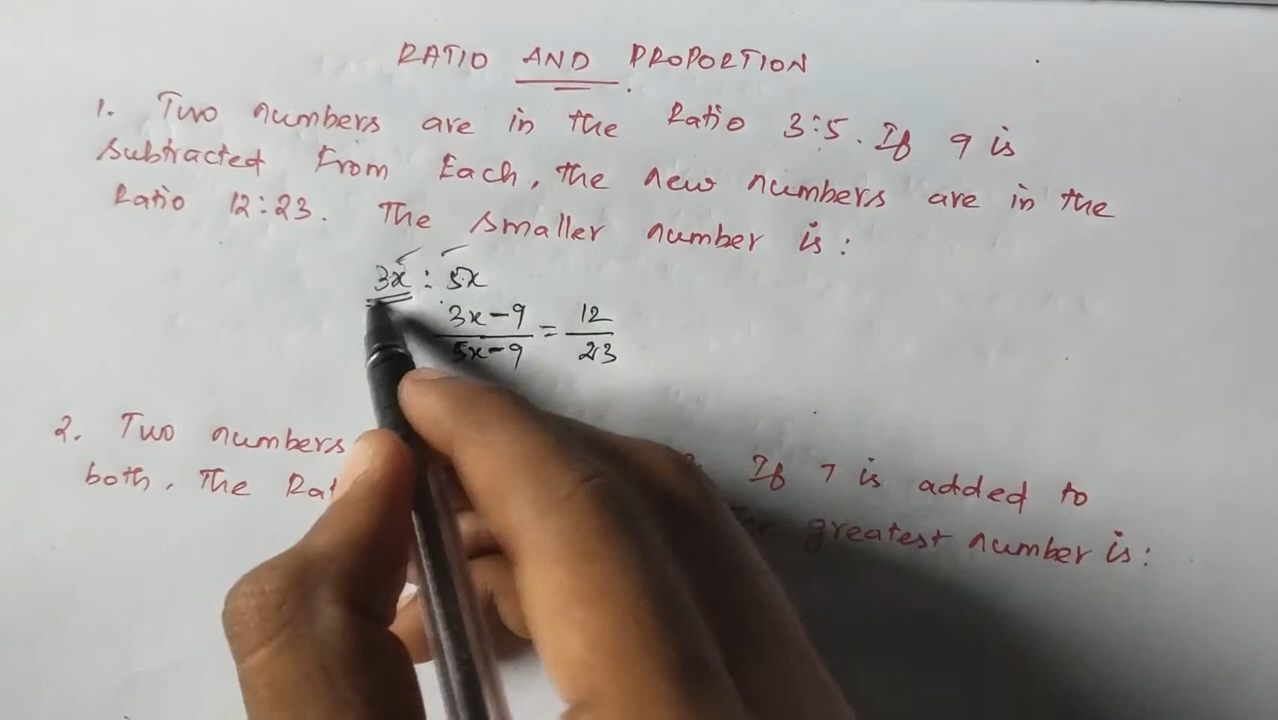 RATIO AND PROPORTION
1. Two numbers are in the Ratio 3:5. If 9 is
Subtracted From Each, the new numbers are in the
Ratio 12:23. The smaller number is:
3x : 5x
3x-9 = 12
5x-9 23
2. Two numbers If 7 is added to
both, The greatest number is: